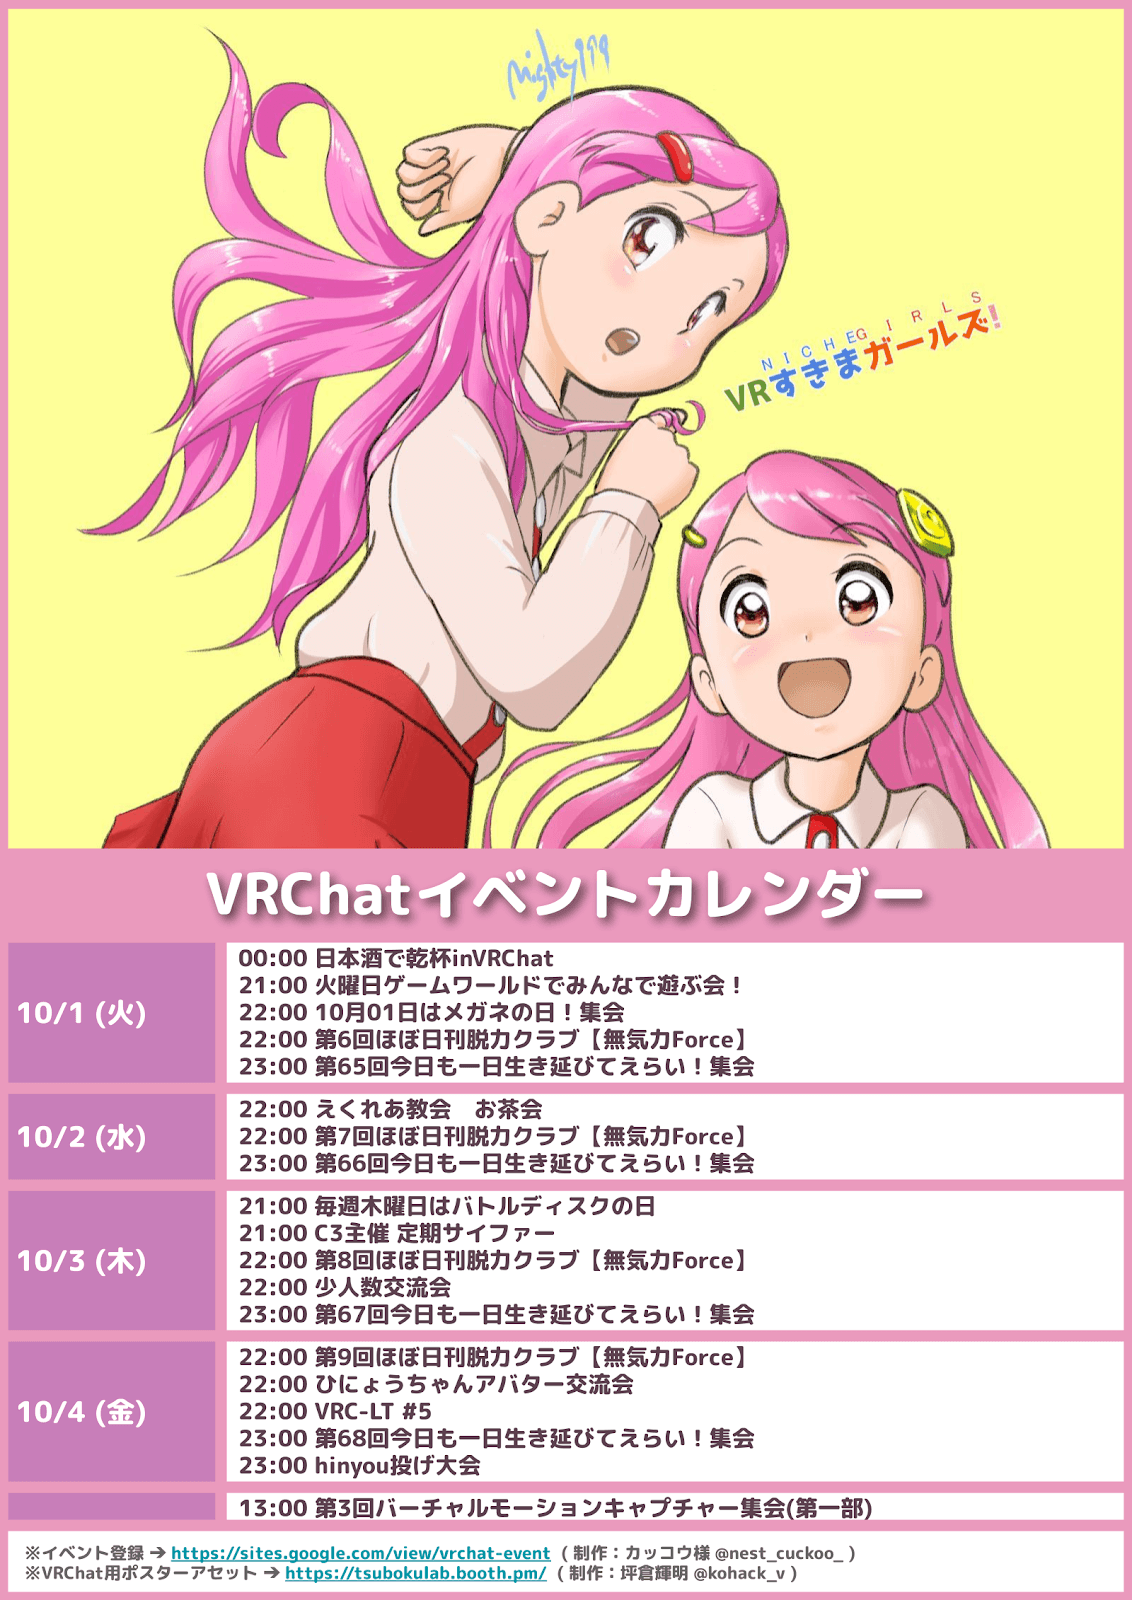 mighty199
NICHE GIRLS
VRすきまガールズ!
VRChatイベントカレンダー
10/1 (火)
00:00 日本酒で乾杯inVRChat
21:00 火曜日ゲームワールドでみんなで遊ぶ会！
22:00 10月01日はメガネの日！集会
22:00 第6回ほぼ日刊脱力クラブ【無気力Force】
23:00 第65回今日も一日生き延びてえらい！集会
10/2 (水)
22:00 えくれあ教会　お茶会
22:00 第7回ほぼ日刊脱力クラブ【無気力Force】
23:00 第66回今日も一日生き延びてえらい！集会
10/3 (木)
21:00 毎週木曜日はバトルディスクの日
21:00 C3主催 定期サイファー
22:00 第8回ほぼ日刊脱力クラブ【無気力Force】
22:00 少人数交流会
23:00 第67回今日も一日生き延びてえらい！集会
10/4 (金)
22:00 第9回ほぼ日刊脱力クラブ【無気力Force】
22:00 ひにょうちゃんアバター交流会
22:00 VRC-LT #5
23:00 第68回今日も一日生き延びてえらい！集会
23:00 hinyou投げ大会
13:00 第3回バーチャルモーションキャプチャー集会(第一部)
※イベント登録 → https://sites.google.com/view/vrchat-event （制作：カッコウ様 @nest_cuckoo_ ）
※VRChat用ポスターアセット → https://tsubokulab.booth.pm/ （制作：坪倉輝明 @kohack_v ）